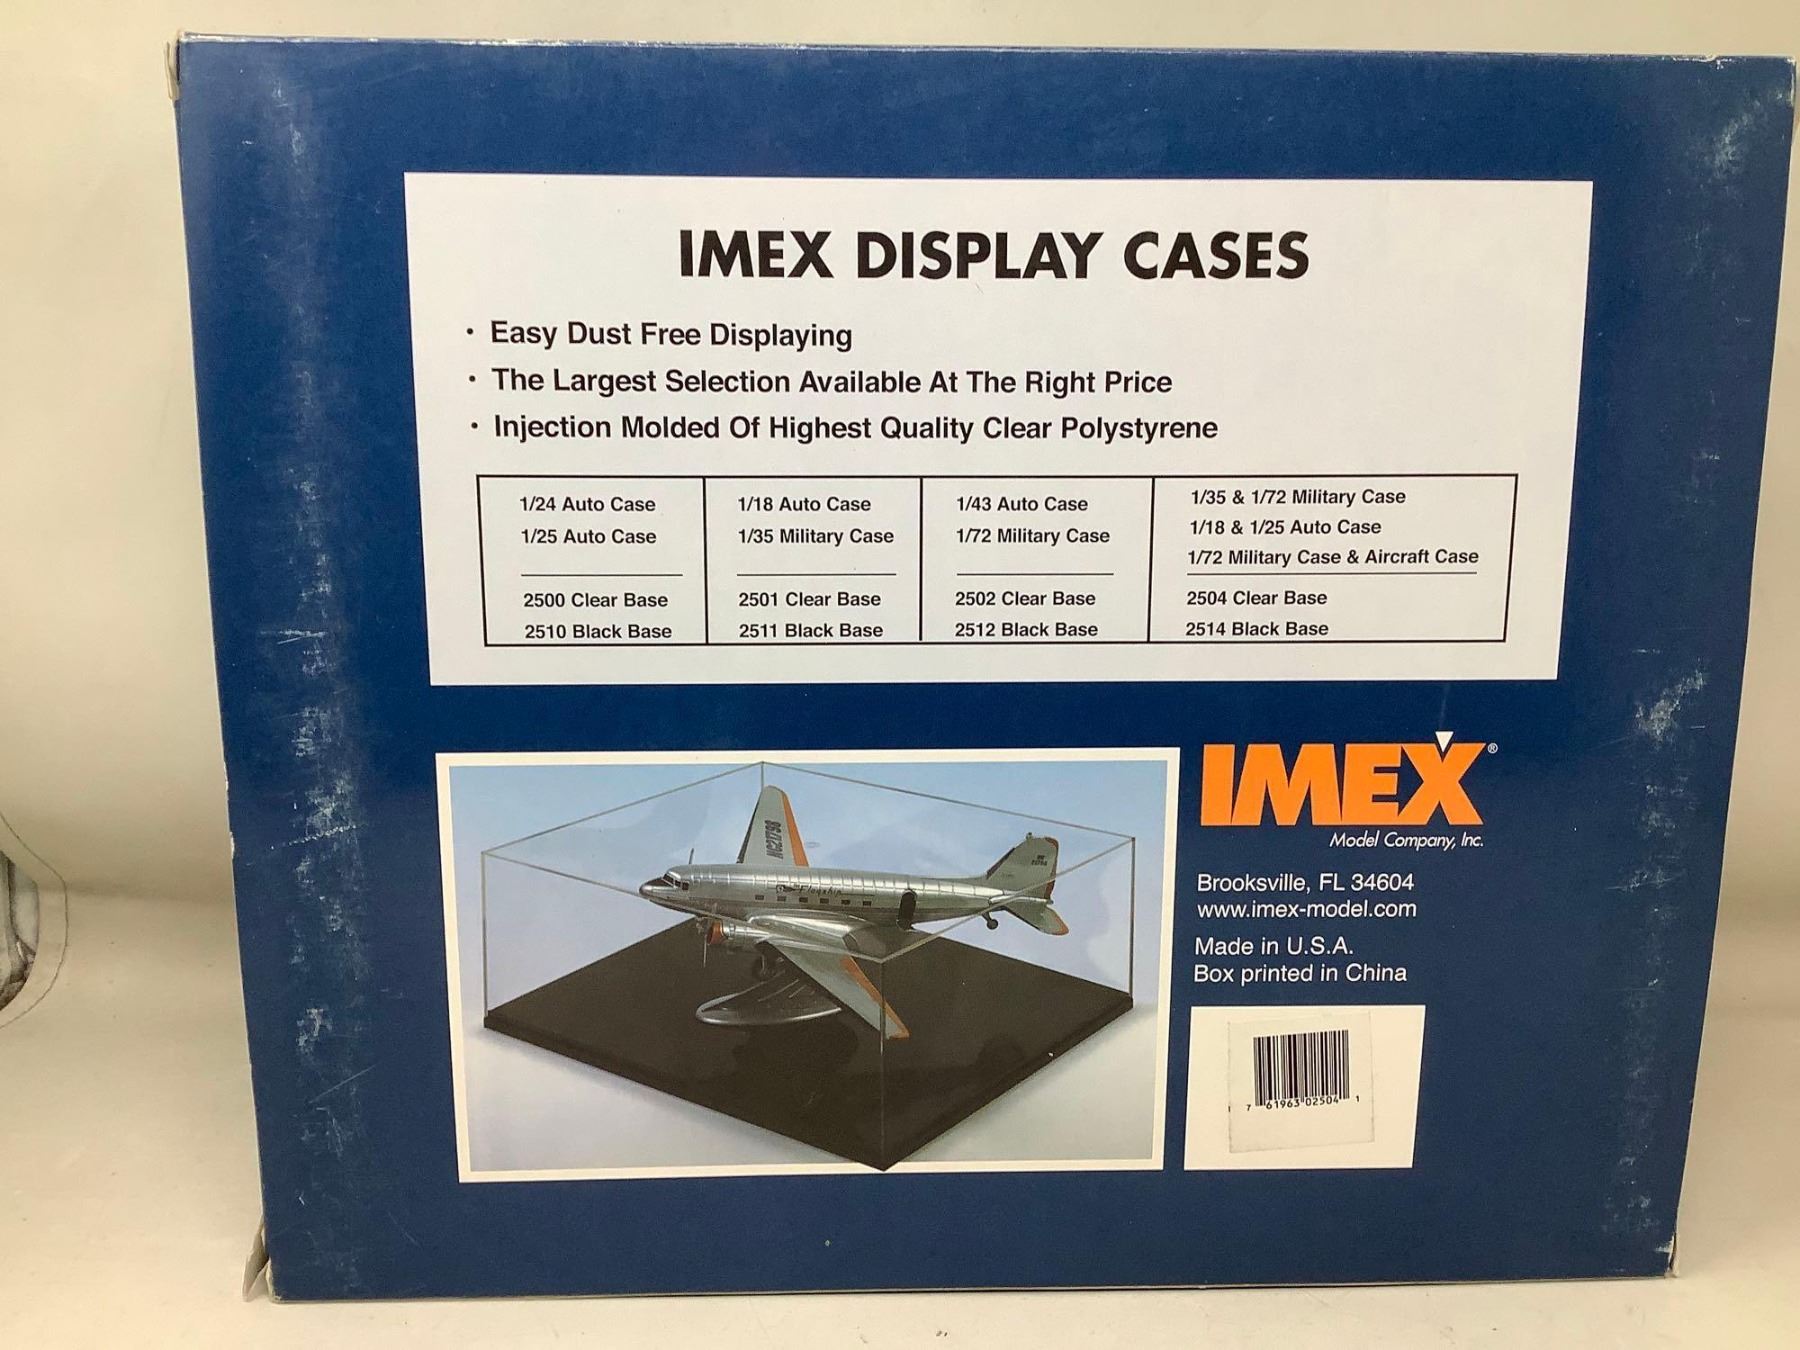 IMEX DISPLAY CASES
· Easy Dust Free Displaying
· The Largest Selection Available At The Right Price
· Injection Molded Of Highest Quality Clear Polystyrene
1/24 Auto Case
1/25 Auto Case
2500 Clear Base
2510 Black Base
1/18 Auto Case
1/35 Military Case
2501 Clear Base
2511 Black Base
1/43 Auto Case
1/72 Military Case
2502 Clear Base
2512 Black Base
1/35 & 1/72 Military Case
1/18 & 1/25 Auto Case
1/72 Military Case & Aircraft Case
2504 Clear Base
2514 Black Base
NC21798
Flagship
IMEX®
Model Company, Inc.
Brooksville, FL 34604
www.imex-model.com
Made in U.S.A.
Box printed in China
7 61963 02504 1